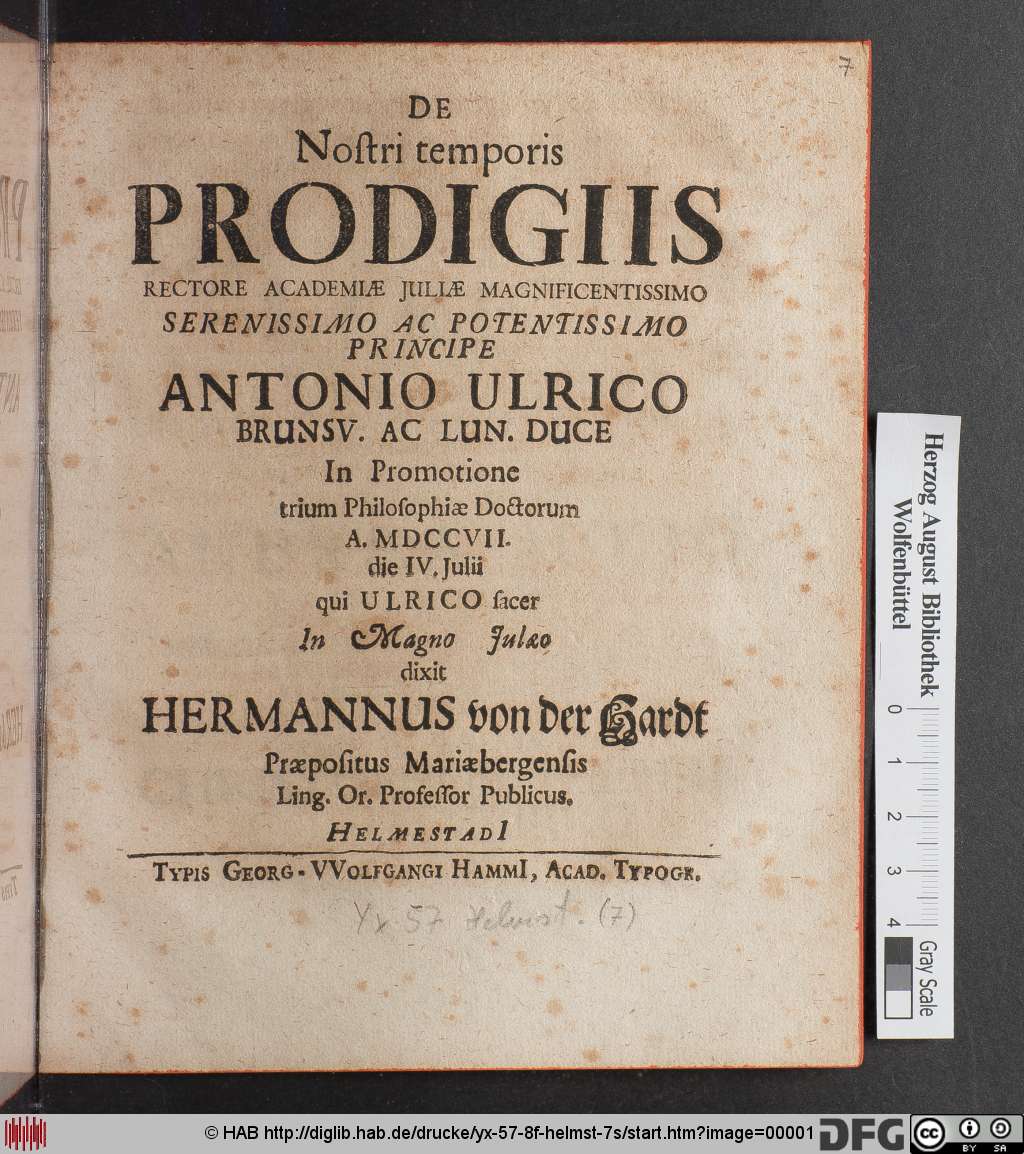 7
DE
Noſtri temporis
PRODIGIIS
RECTORE ACADEMIÆ JULIÆ MAGNIFICENTISSIMO
SERENISSIMO AC POTENTISSIMO
PRINCIPE
ANTONIO ULRICO
BRUNSV. AC LUN. DUCE
In Promotione
trium Philoſophiæ Doctorum
A. MDCCVII.
die IV. Julii
qui ULRICO ſacer
In Magno Julæo
dixit
HERMANNUS von der Hardt
Præpoſitus Mariæbergenſis
Ling. Or. Profeſſor Publicus.
HELMESTADI
TYPIS GEORG-VVOLFGANGI HAMMI, ACAD. TYPOGR.
Yx 57 Helmst. (7)
Herzog August Bibliothek
Wolfenbüttel
0 1 2 3 4
Gray Scale
© HAB http://diglib.hab.de/drucke/yx-57-8f-helmst-7s/start.htm?image=00001
DFG
cc BY SA